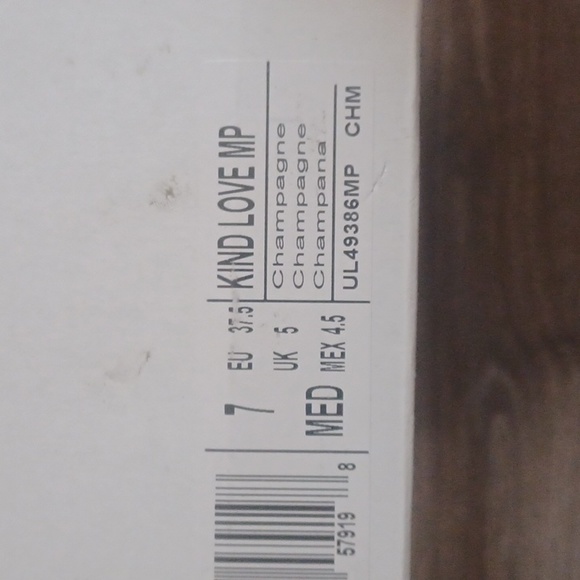 KIND LOVE MP
Champagne
Champagne
Champana
UL49386MP CHM
7
EU 37.5
UK 5
MED
MEX 4.5
57919 8